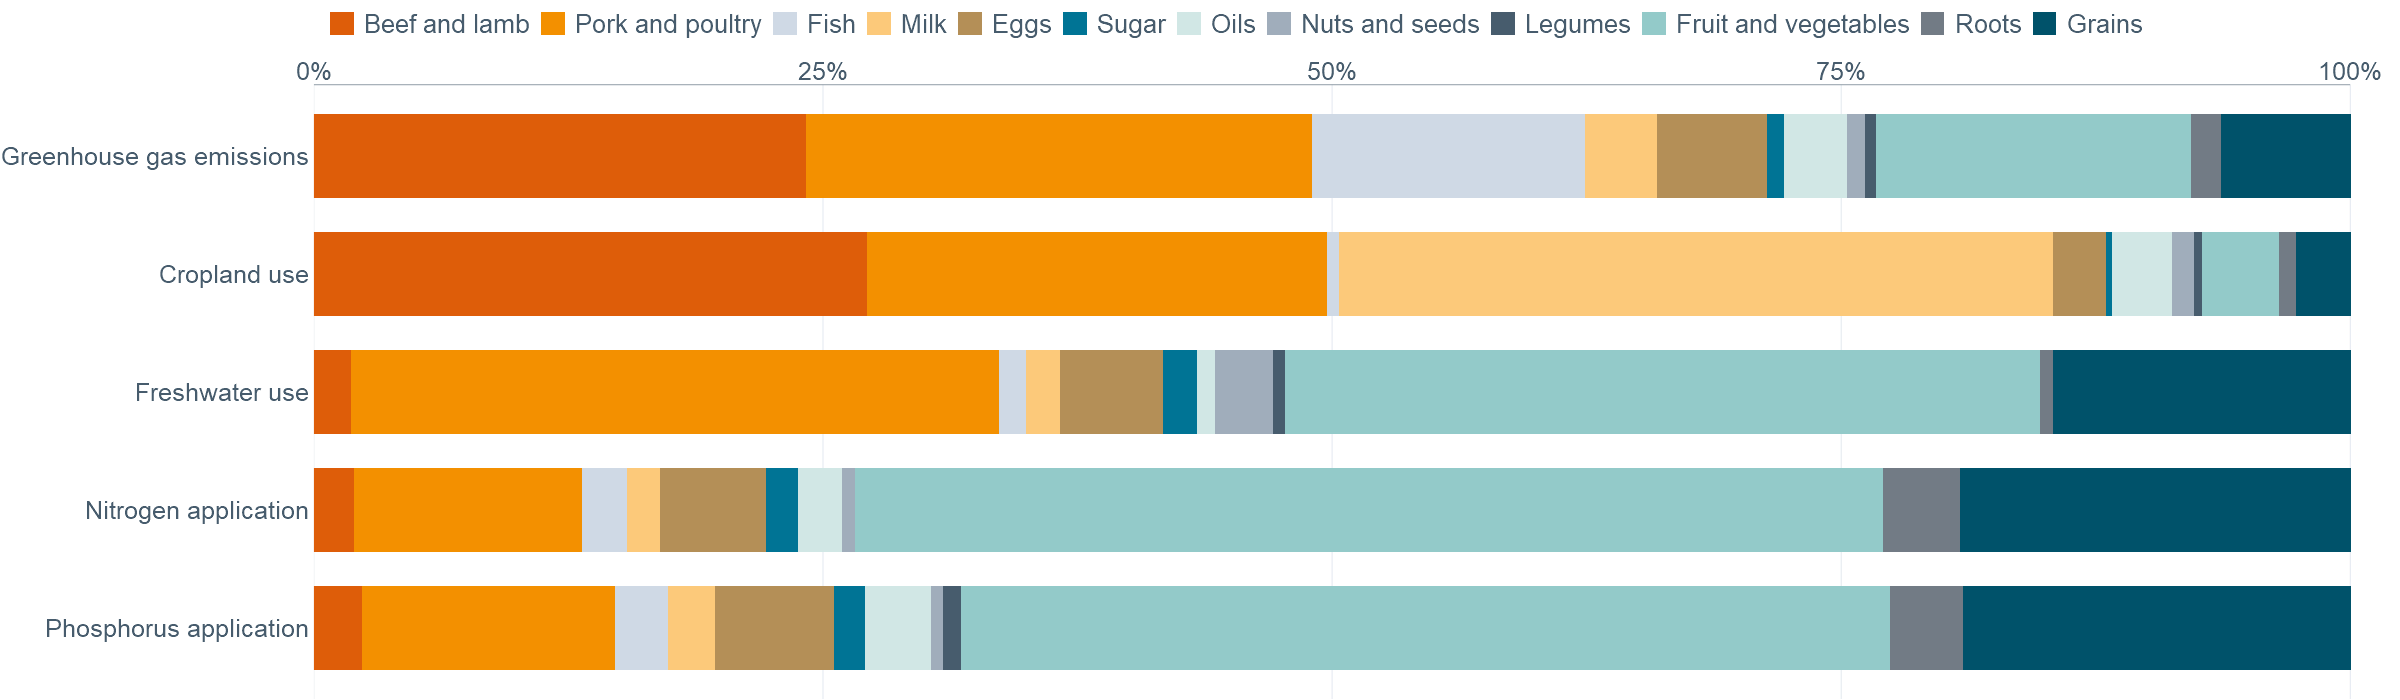 Beef and lamb Pork and poultry Fish Milk Eggs Sugar Oils Nuts and seeds Legumes Fruit and vegetables Roots Grains
0% 25% 50% 75% 100%
Greenhouse gas emissions
Cropland use
Freshwater use
Nitrogen application
Phosphorus application